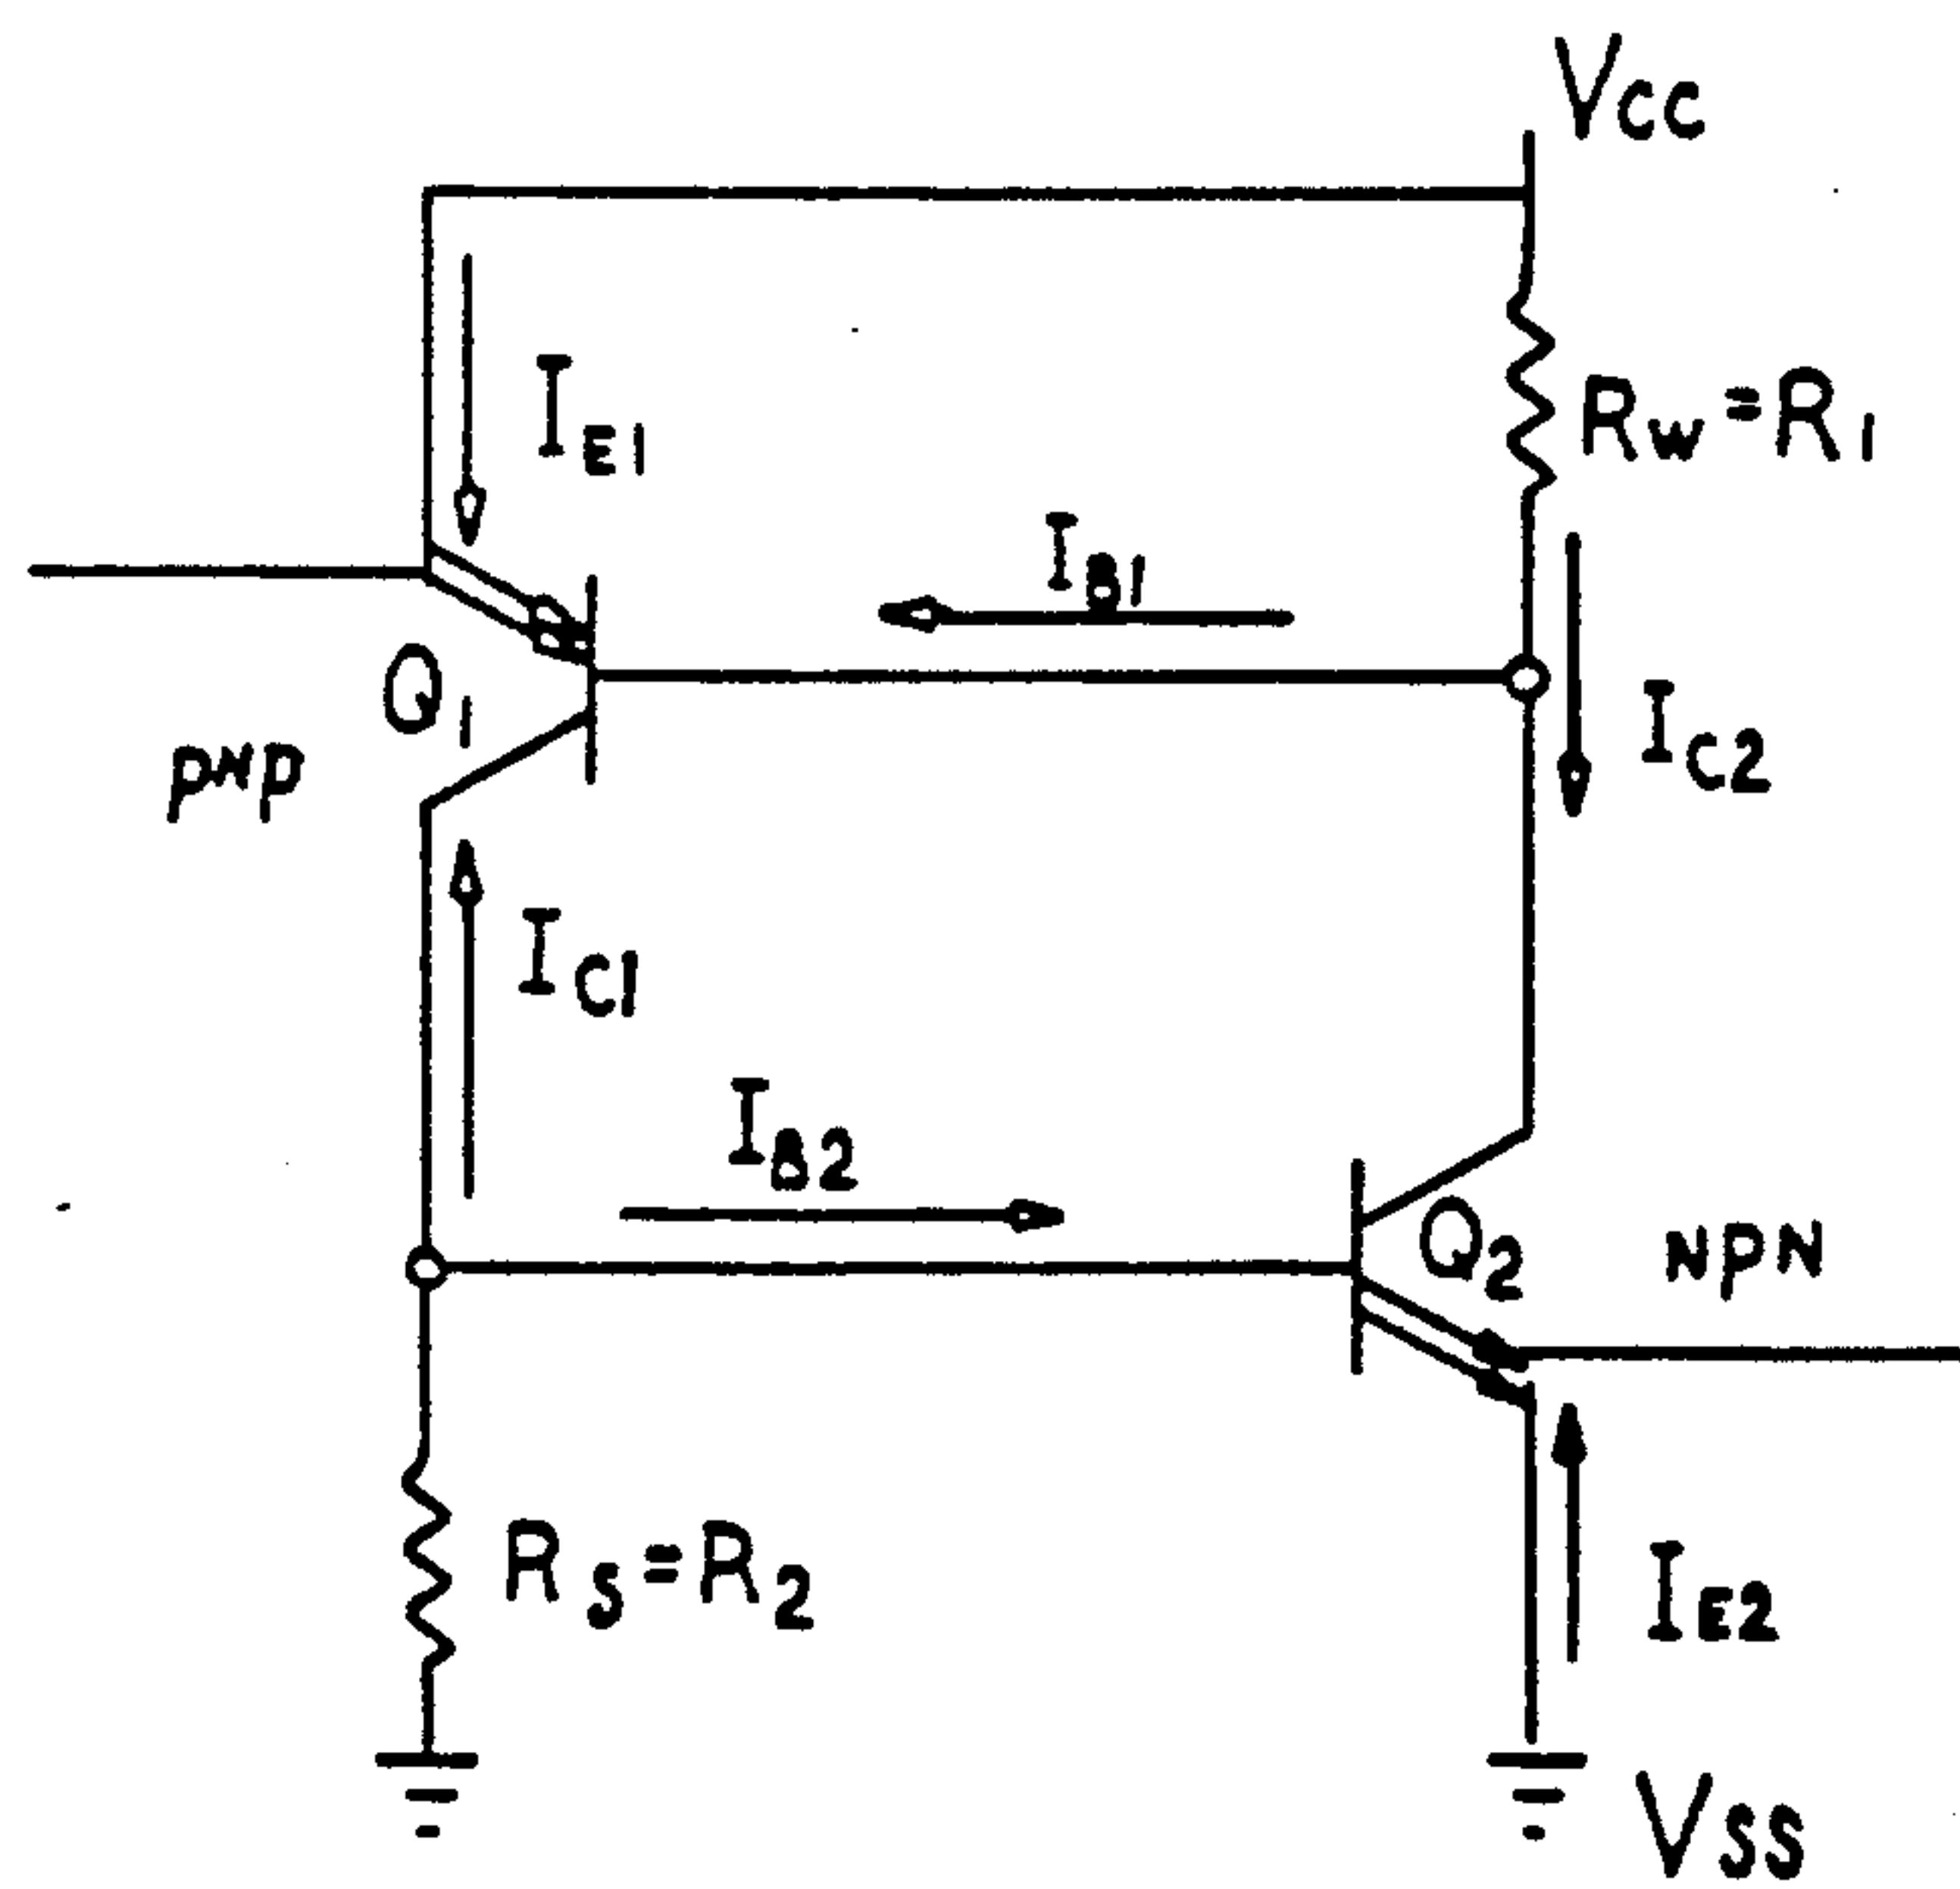 Vcc
IE1
Rw=R1
IB1
Q1
PNP
IC2
IC1
IB2
Q2
NPN
RS=R2
IE2
VSS